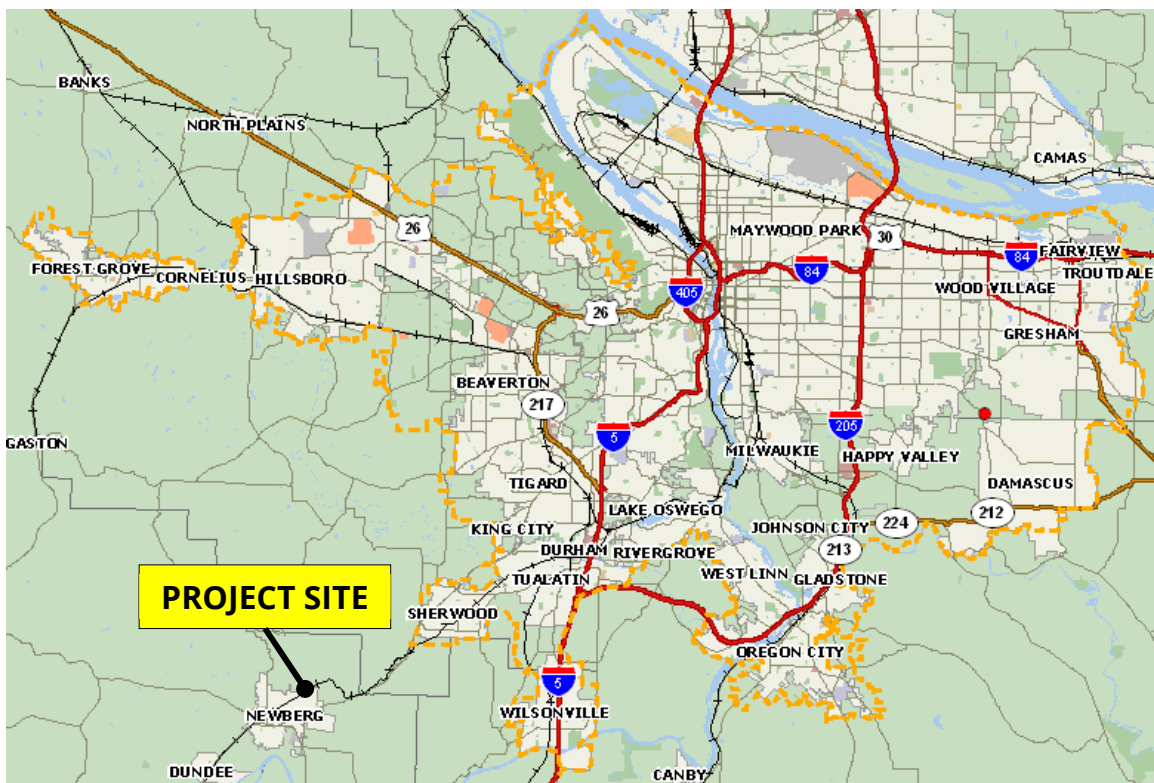 BANKS
NORTH PLAINS
CAMAS
26
MAYWOOD PARK
30
84
84
FAIRVIEW
TROUTDALE
FOREST GROVE
CORNELIUS
HILLSBORO
405
WOOD VILLAGE
26
GRESHAM
BEAVERTON
217
5
205
GASTON
MILWAUKIE
HAPPY VALLEY
TIGARD
DAMASCUS
LAKE OSWEGO
KING CITY
JOHNSON CITY
224
212
DURHAM
RIVERGROVE
213
TUALATIN
WEST LINN
GLADSTONE
PROJECT SITE
SHERWOOD
OREGON CITY
5
NEWBERG
WILSONVILLE
DUNDEE
CANBY